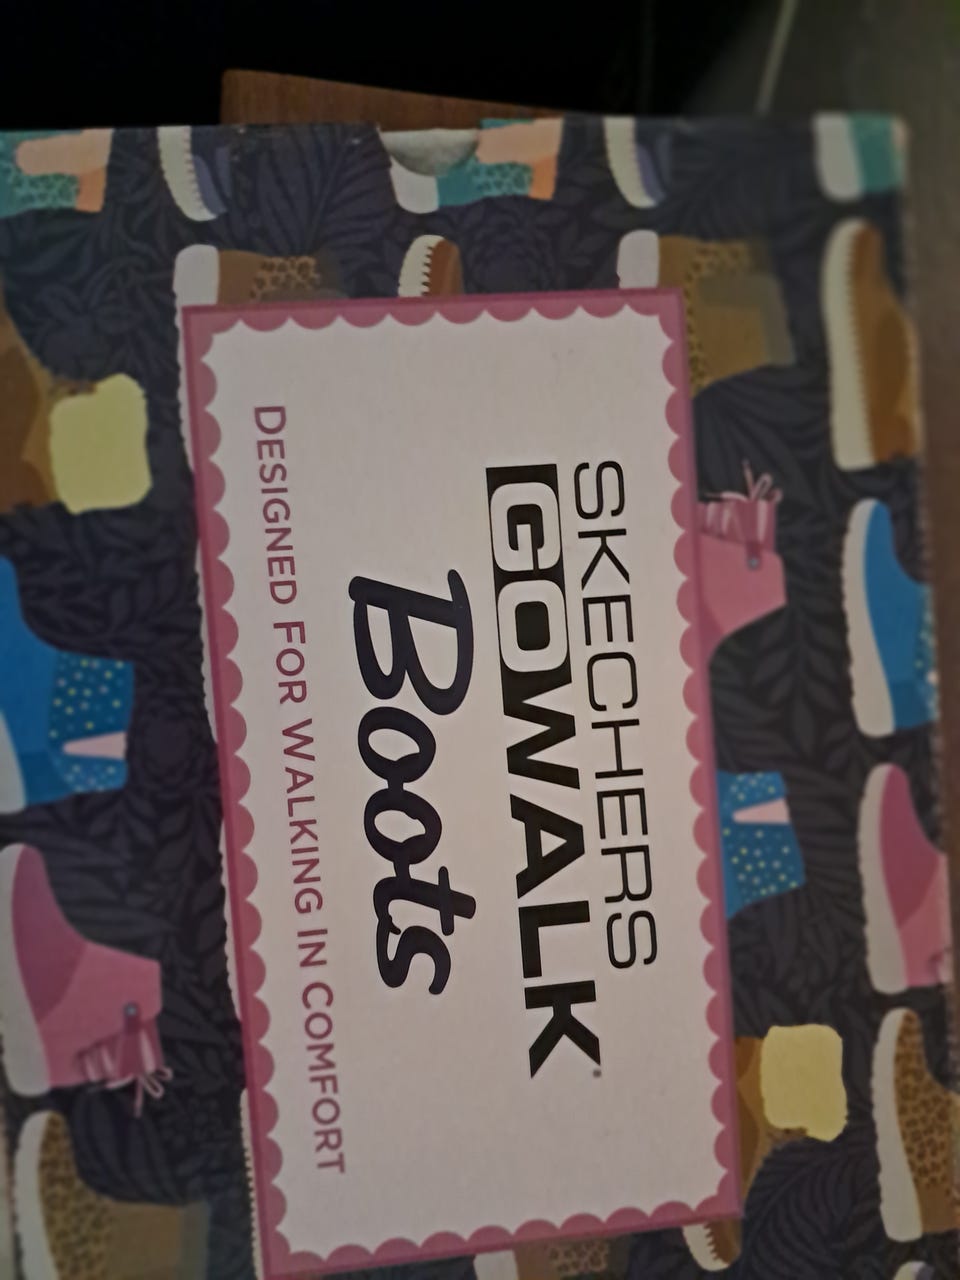 SKECHERS
GOWALK®
Boots
DESIGNED FOR WALKING IN COMFORT